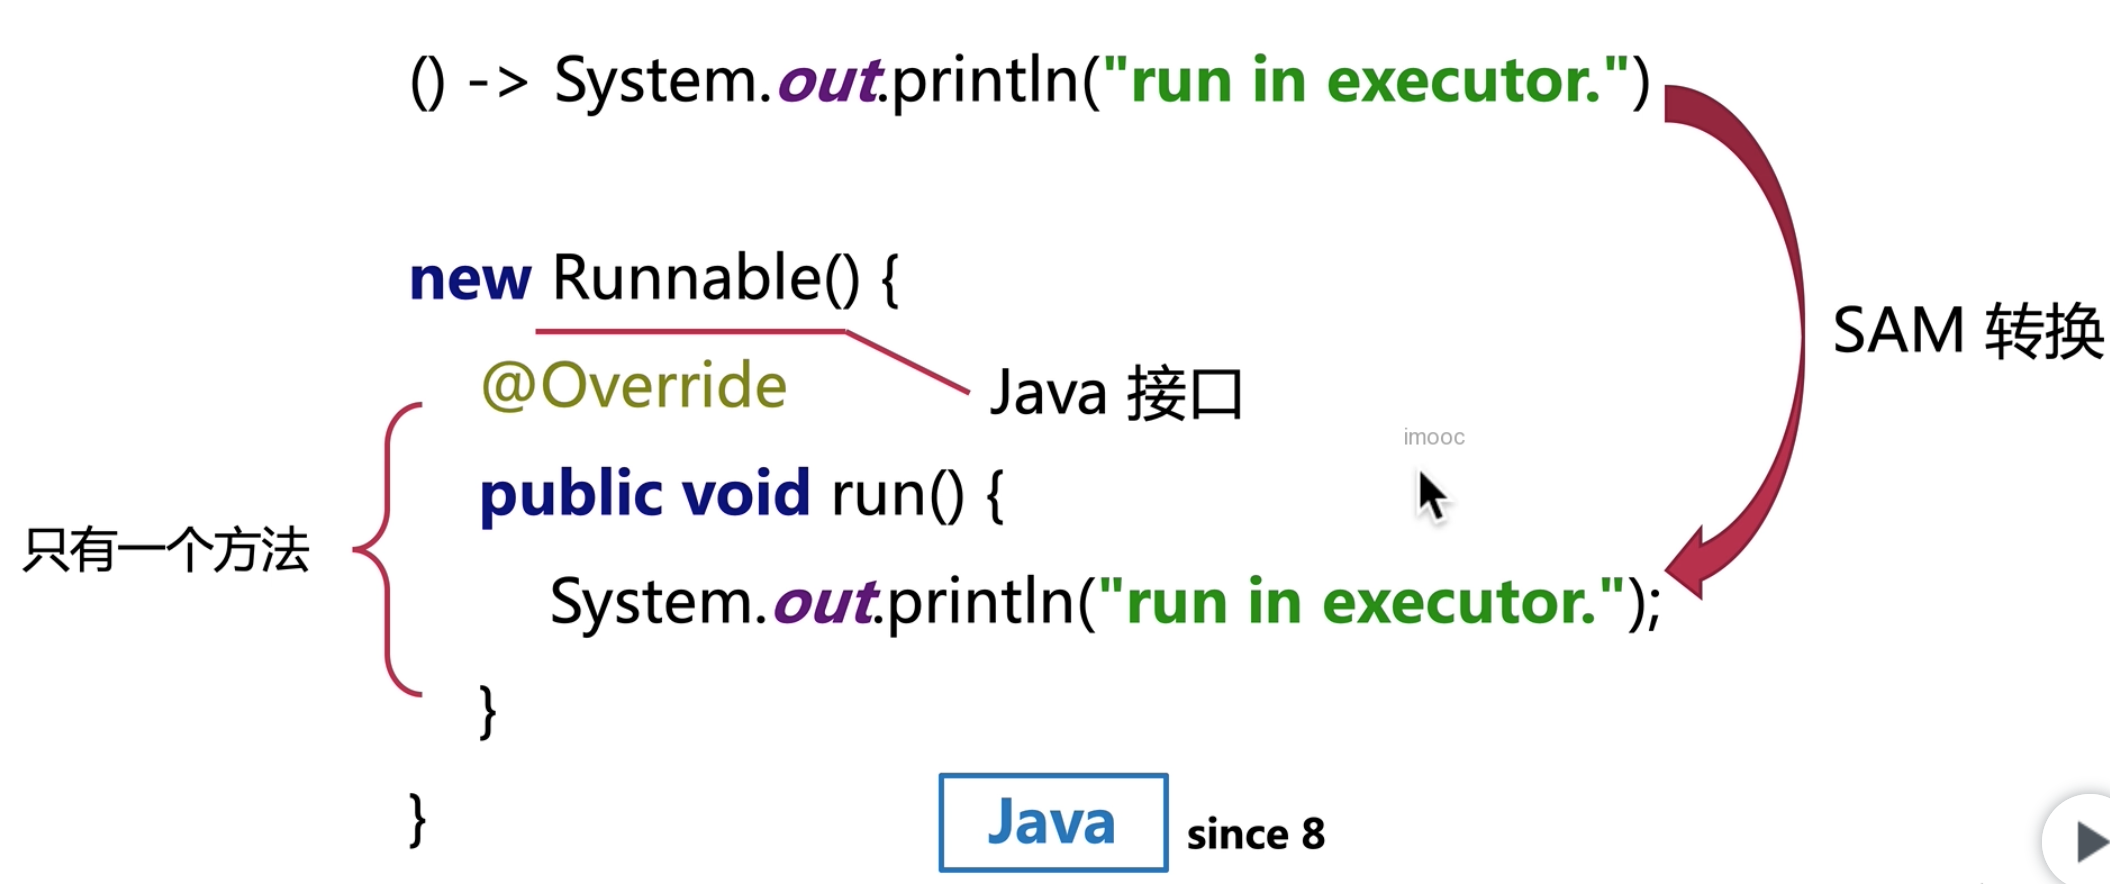 () -> System.out.println("run in executor.")
new Runnable() {
SAM 转换
@Override
Java 接口
imooc
public void run() {
只有一个方法
System.out.println("run in executor.");
}
}
Java since 8